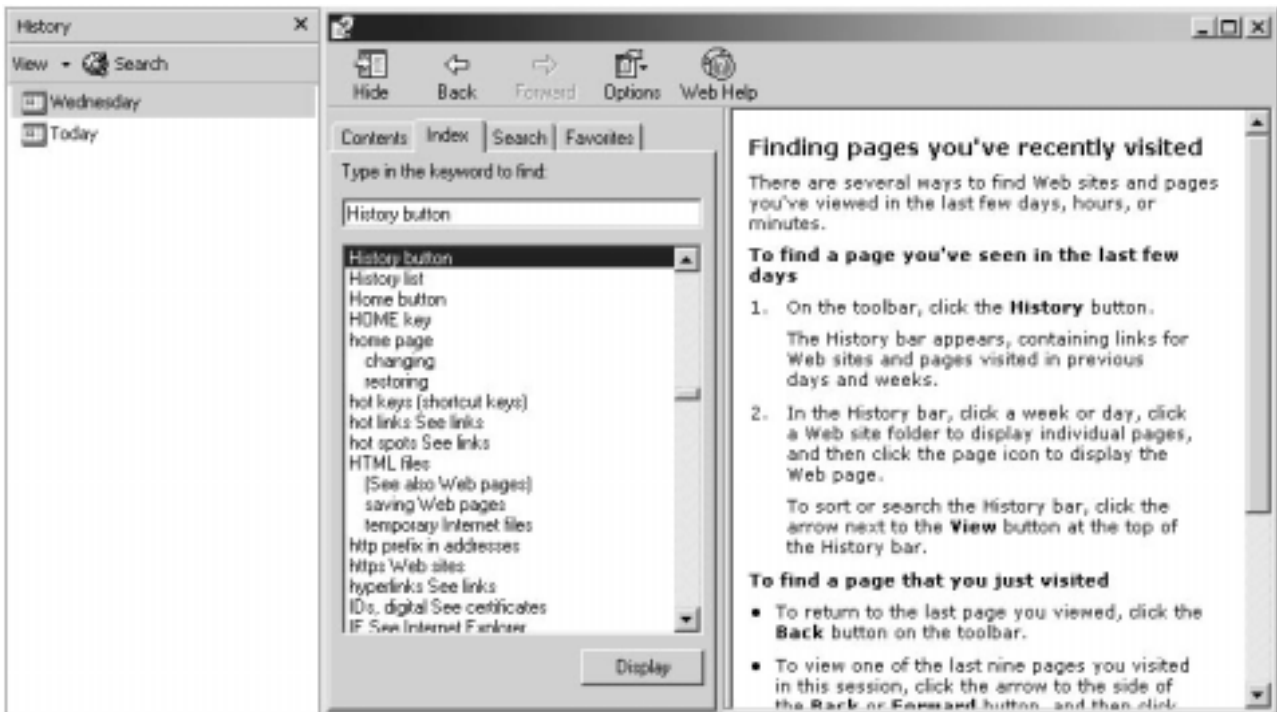 History
View Search
Wednesday
Today
Hide Back Forward Options Web Help
Contents Index Search Favorites
Type in the keyword to find:
History button
History button
History list
Home button
HOME key
home page
changing
restoring
hot keys (shortcut keys)
hot links See links
hot spots See links
HTML files
(See also Web pages)
saving Web pages
temporary Internet files
http prefix in addresses
https Web sites
hyperlinks See links
IDs, digital See certificates
IE See Internet Explorer
Display
Finding pages you've recently visited
There are several ways to find Web sites and pages
you've viewed in the last few days, hours, or
minutes.
To find a page you've seen in the last few
days
1. On the toolbar, click the History button.
The History bar appears, containing links for
Web sites and pages visited in previous
days and weeks.
2. In the History bar, click a week or day, click
a Web site folder to display individual pages,
and then click the page icon to display the
Web page.
To sort or search the History bar, click the
arrow next to the View button at the top of
the History bar.
To find a page that you just visited
• To return to the last page you viewed, click the
Back button on the toolbar.
• To view one of the last nine pages you visited
in this session, click the arrow to the side of
the Back or Forward button, and then click